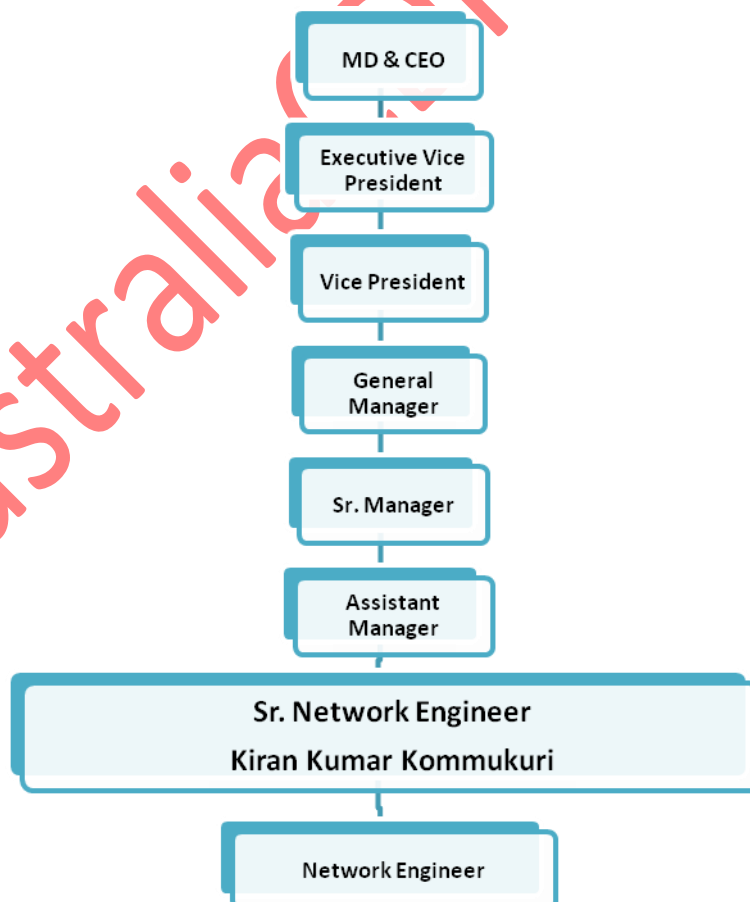 MD & CEO
Executive Vice
President
Vice President
General
Manager
Sr. Manager
Assistant
Manager
Sr. Network Engineer
Kiran Kumar Kommukuri
Network Engineer